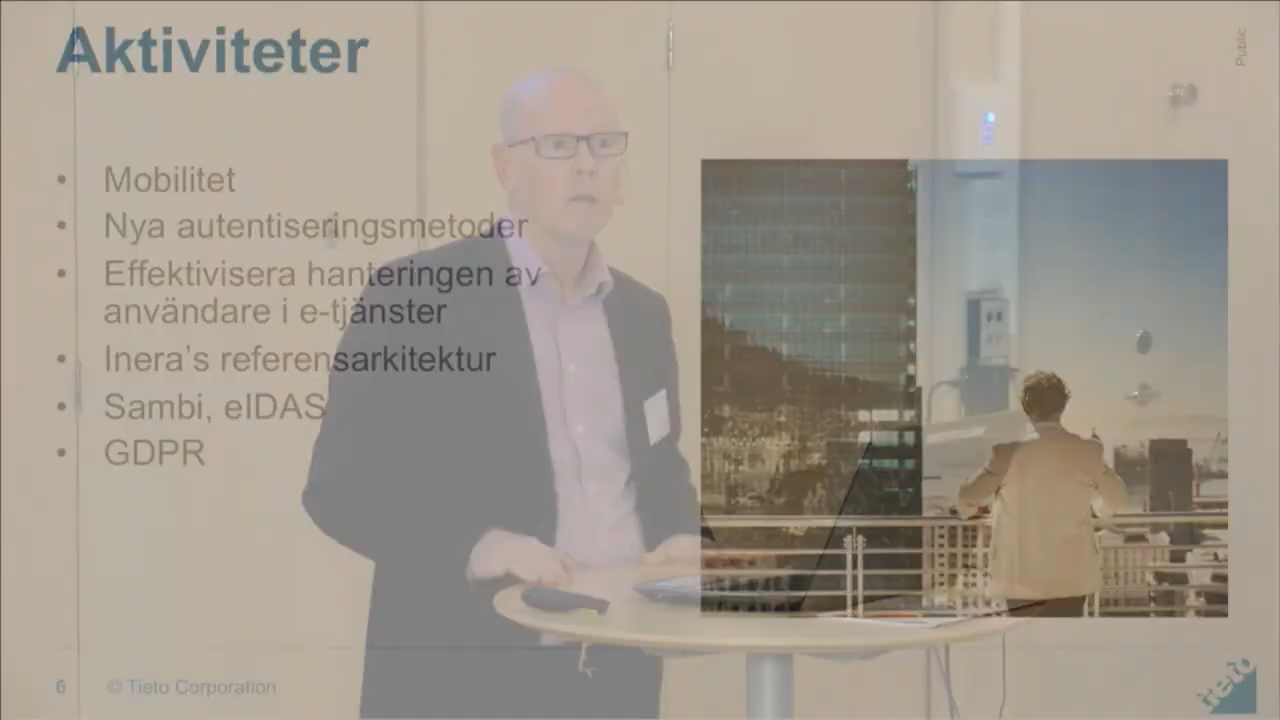 Aktiviteter
Public
• Mobilitet
• Nya autentiseringsmetoder
• Effektivisera hanteringen av
användare i e-tjänster
• Inera's referensarkitektur
• Sambi, eIDAS
• GDPR
6
© Tieto Corporation
tieto